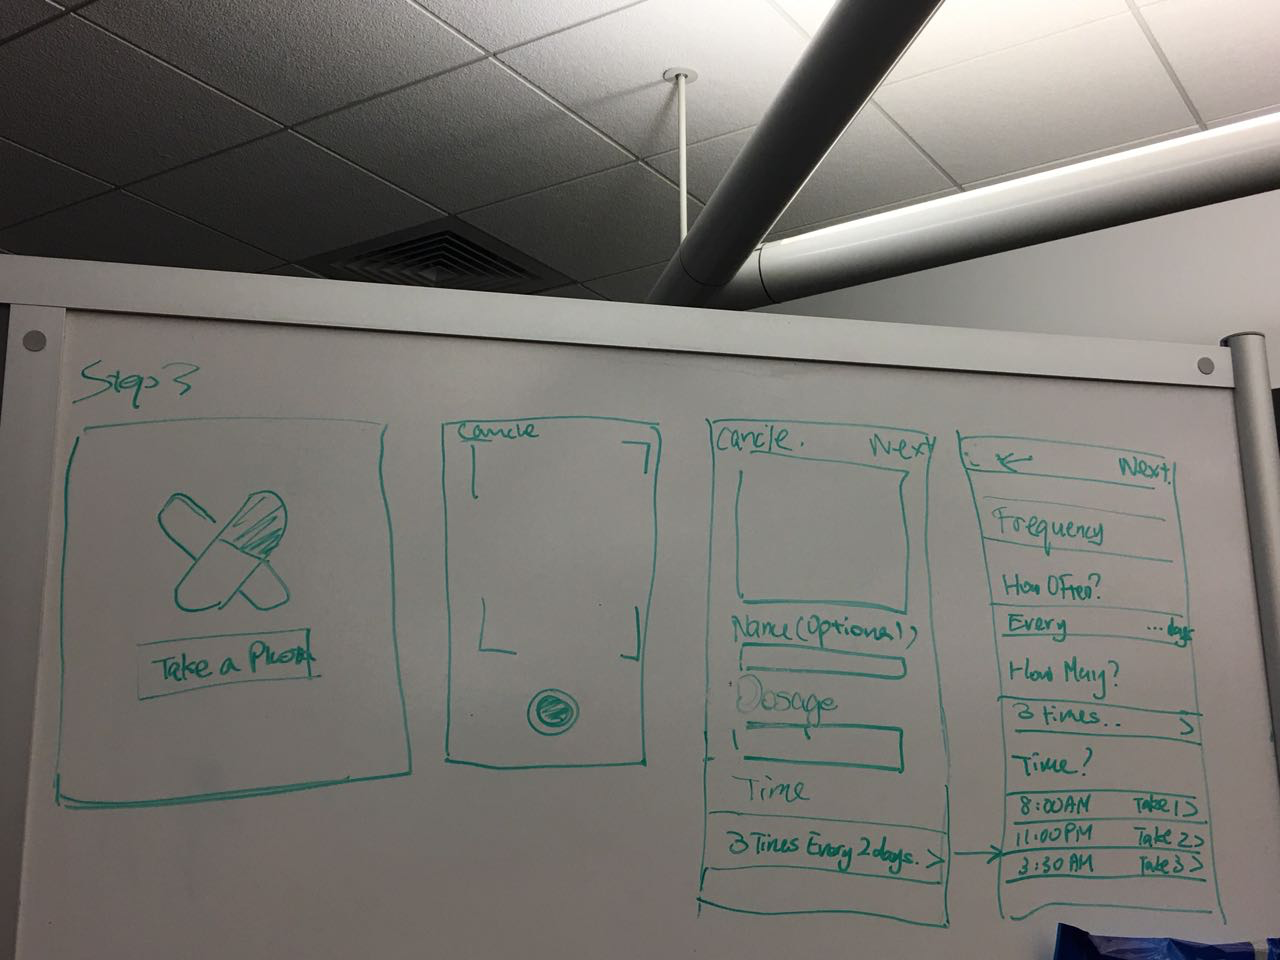 Step 3
Take a Photo
Cancle
Cancle.
Next
Name (Optional)
Dosage
Time
3 Times Every 2 days. >
Next.
Frequency
How Often?
Every ... days
How Many?
3 times.. >
Time?
8:00AM Take 1 >
11:00PM Take 2 >
3:30AM Take 3 >